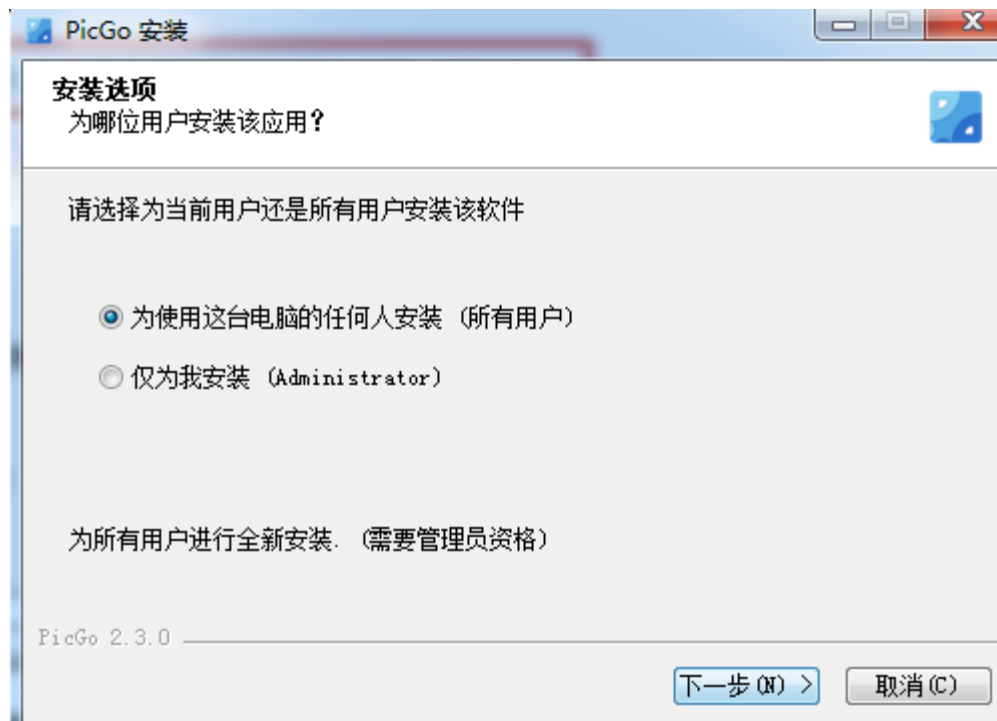 PicGo 安装
安装选项
为哪位用户安装该应用?
请选择为当前用户还是所有用户安装该软件
为使用这台电脑的任何人安装 (所有用户)
仅为我安装 (Administrator)
为所有用户进行全新安装. (需要管理员资格)
PicGo 2.3.0
下一步(N) >
取消(C)